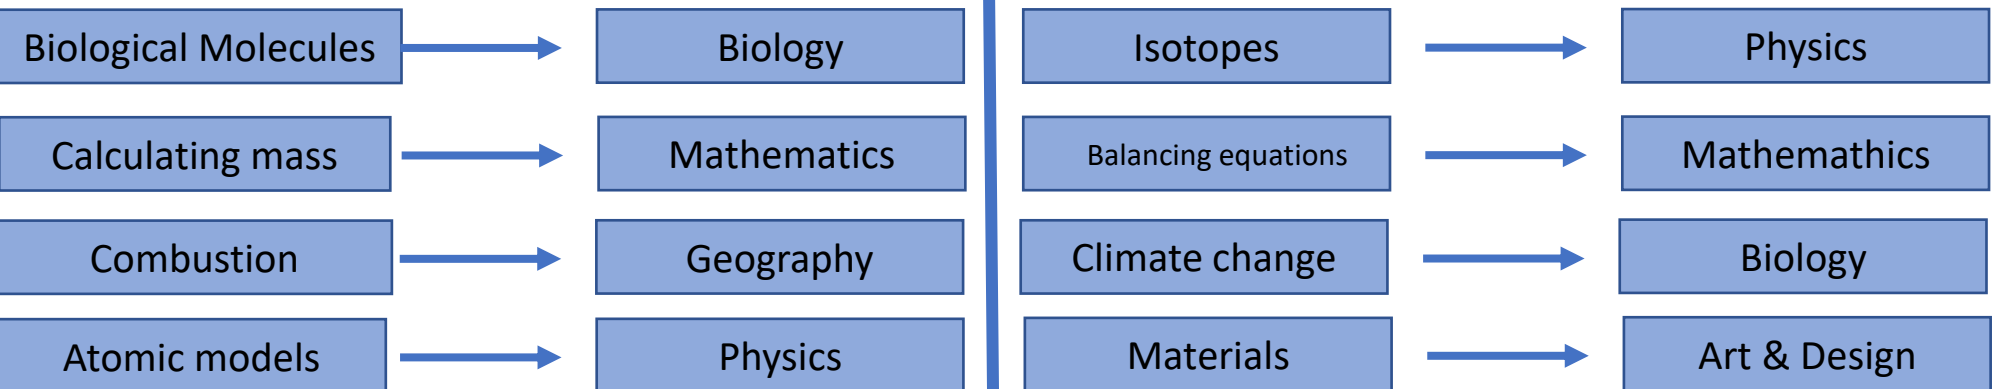 Biological Molecules
Biology
Calculating mass
Mathematics
Combustion
Geography
Atomic models
Physics
Isotopes
Physics
Balancing equations
Mathemathics
Climate change
Biology
Materials
Art & Design